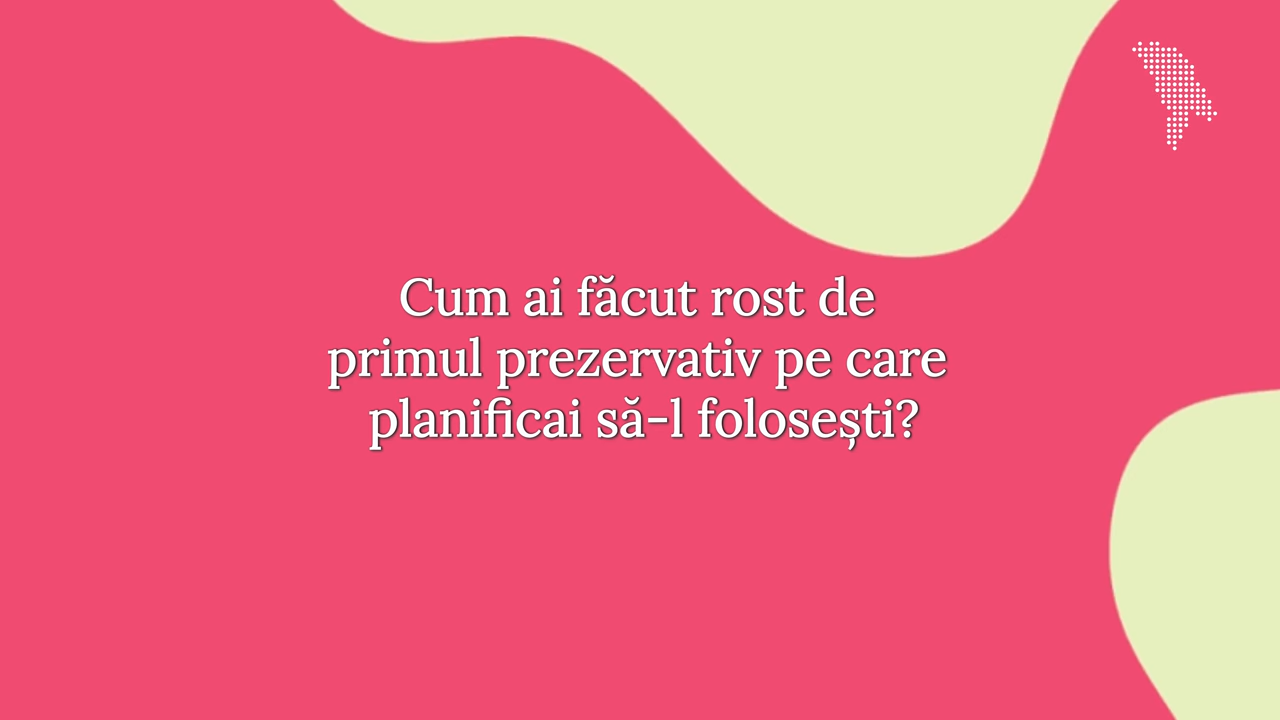 Cum ai făcut rost de
primul prezervativ pe care
planificai să-l folosești?